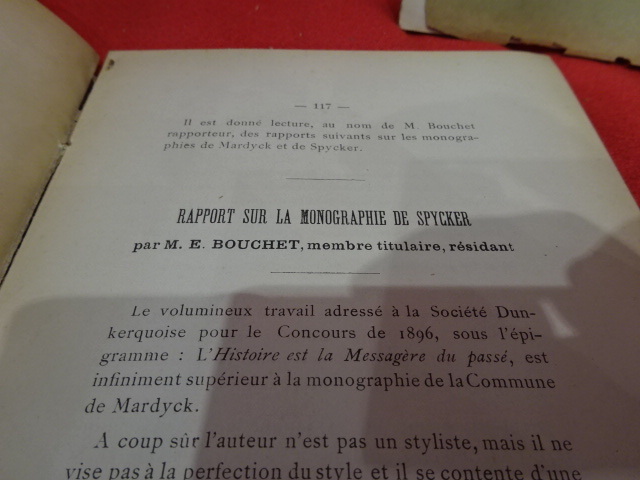 — 117 —
Il est donné lecture, au nom de M. Bouchet
rapporteur, des rapports suivants sur les monogra-
phies de Mardyck et de Spycker.
RAPPORT SUR LA MONOGRAPHIE DE SPYCKER
par M. E. BOUCHET, membre titulaire, résidant
Le volumineux travail adressé à la Société Dun-
kerquoise pour le Concours de 1896, sous l'épi-
gramme : L'Histoire est la Messagère du passé, est
infiniment supérieur à la monographie de la Commune
de Mardyck.
A coup sûr l'auteur n'est pas un styliste, mais il ne
vise pas à la perfection du style et il se contente d'une